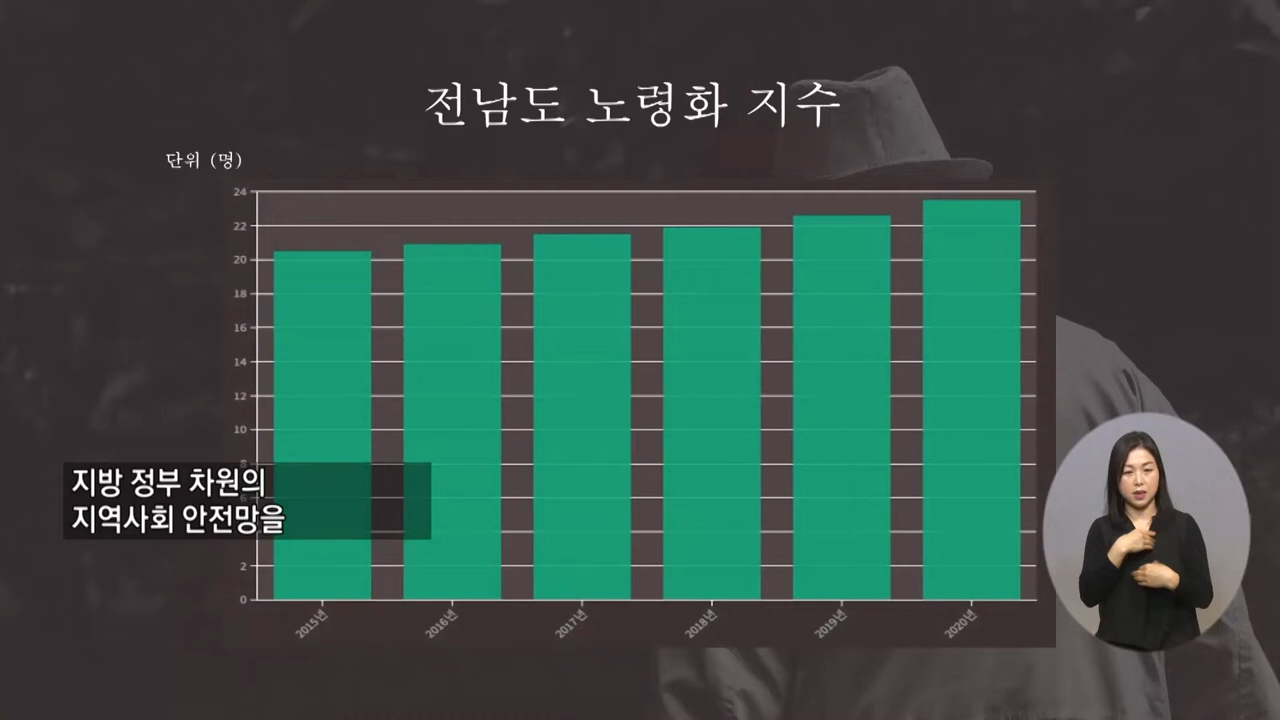 전남도 노령화 지수
단위 (명)
24
22
20
18
16
14
12
10
8
6
2
0
2015년
2016년
2017년
2018년
2019년
2020년
지방 정부 차원의
지역사회 안전망을